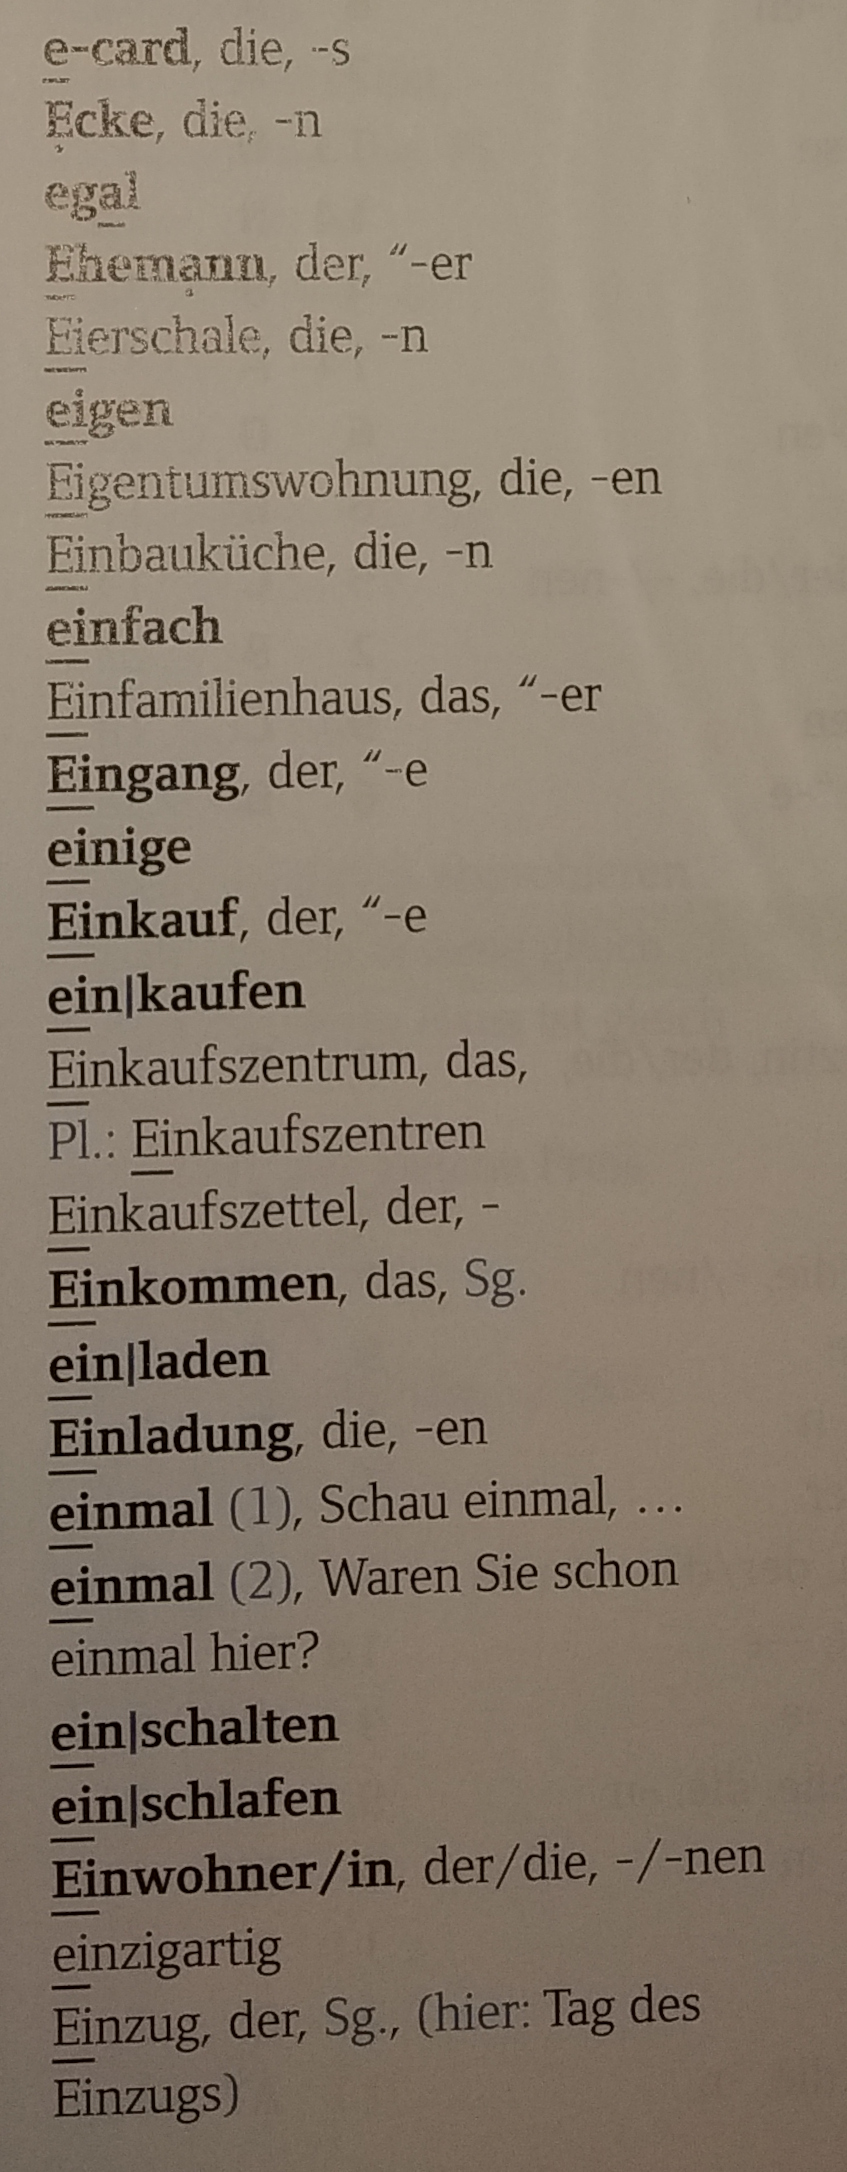 e-card, die, -s
Ecke, die, -n
egal
Ehemann, der, “-er
Eierschale, die, -n
eigen
Eigentumswohnung, die, -en
Einbauküche, die, -n
einfach
Einfamilienhaus, das, “-er
Eingang, der, “-e
einige
Einkauf, der, “-e
ein|kaufen
Einkaufszentrum, das,
Pl.: Einkaufszentren
Einkaufszettel, der, -
Einkommen, das, Sg.
ein|laden
Einladung, die, -en
einmal (1), Schau einmal, ...
einmal (2), Waren Sie schon
einmal hier?
ein|schalten
ein|schlafen
Einwohner/in, der/die, -/-nen
einzigartig
Einzug, der, Sg., (hier: Tag des
Einzugs)